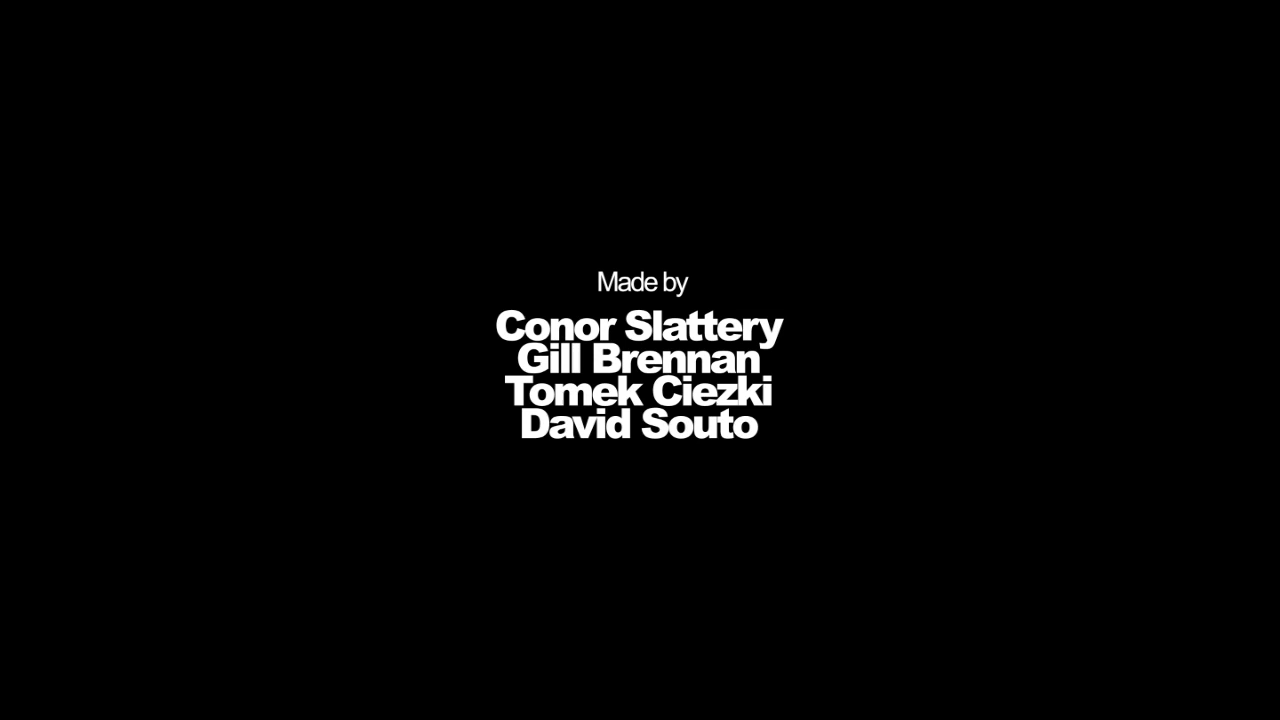 Made by
Conor Slattery
Gill Brennan
Tomek Ciezki
David Souto